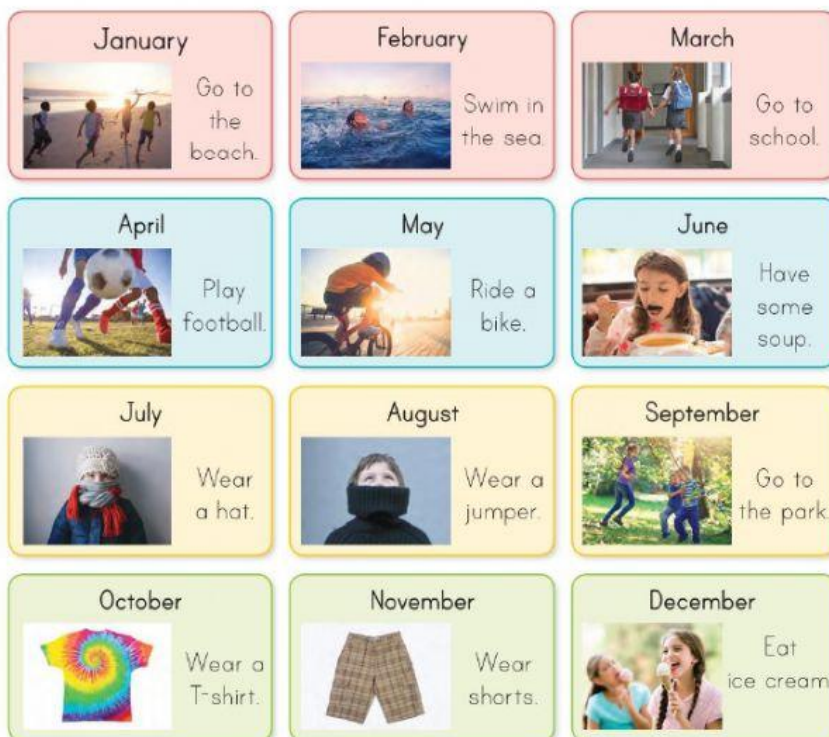 January
Go to
the
beach.
February
Swim in
the sea.
March
Go to
school.
April
Play
football.
May
Ride a
bike.
June
Have
some
soup.
July
Wear
a hat.
August
Wear a
jumper.
September
Go to
the park.
October
Wear a
T-shirt.
November
Wear
shorts.
December
Eat
ice cream.